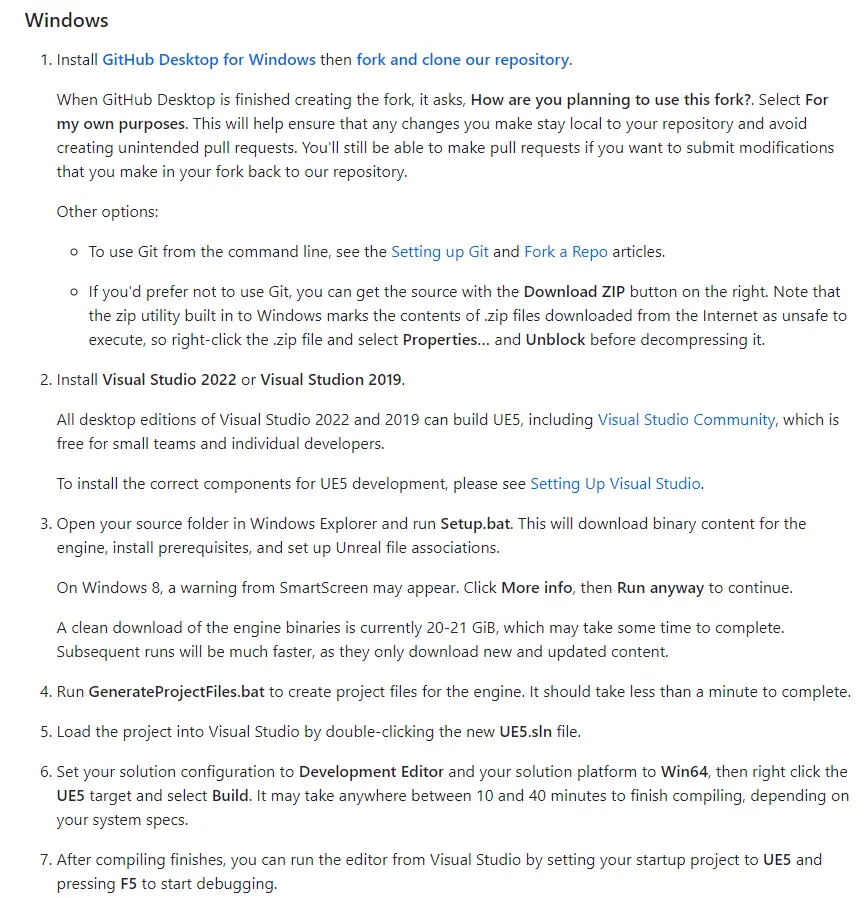 Windows
1. Install GitHub Desktop for Windows then fork and clone our repository.
When GitHub Desktop is finished creating the fork, it asks, How are you planning to use this fork?. Select For
my own purposes. This will help ensure that any changes you make stay local to your repository and avoid
creating unintended pull requests. You'll still be able to make pull requests if you want to submit modifications
that you make in your fork back to our repository.
Other options:
To use Git from the command line, see the Setting up Git and Fork a Repo articles.
If you'd prefer not to use Git, you can get the source with the Download ZIP button on the right. Note that
the zip utility built in to Windows marks the contents of .zip files downloaded from the Internet as unsafe to
execute, so right-click the .zip file and select Properties... and Unblock before decompressing it.
2. Install Visual Studio 2022 or Visual Studion 2019.
All desktop editions of Visual Studio 2022 and 2019 can build UE5, including Visual Studio Community, which is
free for small teams and individual developers.
To install the correct components for UE5 development, please see Setting Up Visual Studio.
3. Open your source folder in Windows Explorer and run Setup.bat. This will download binary content for the
engine, install prerequisites, and set up Unreal file associations.
On Windows 8, a warning from SmartScreen may appear. Click More info, then Run anyway to continue.
A clean download of the engine binaries is currently 20-21 GiB, which may take some time to complete.
Subsequent runs will be much faster, as they only download new and updated content.
4. Run GenerateProjectFiles.bat to create project files for the engine. It should take less than a minute to complete.
5. Load the project into Visual Studio by double-clicking the new UE5.sln file.
6. Set your solution configuration to Development Editor and your solution platform to Win64, then right click the
UE5 target and select Build. It may take anywhere between 10 and 40 minutes to finish compiling, depending on
your system specs.
7. After compiling finishes, you can run the editor from Visual Studio by setting your startup project to UE5 and
pressing F5 to start debugging.